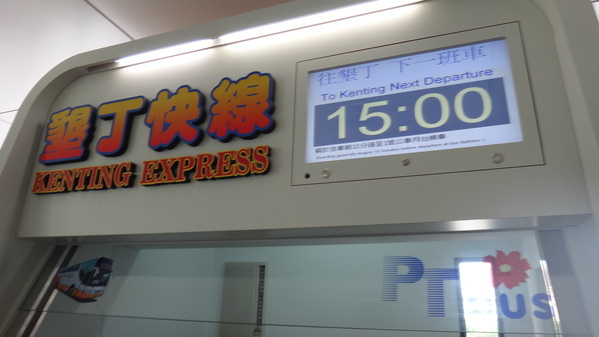 墾丁快線
KENTING EXPRESS
往墾丁 下一班車
To Kenting Next Departure
15:00
PT
BUS